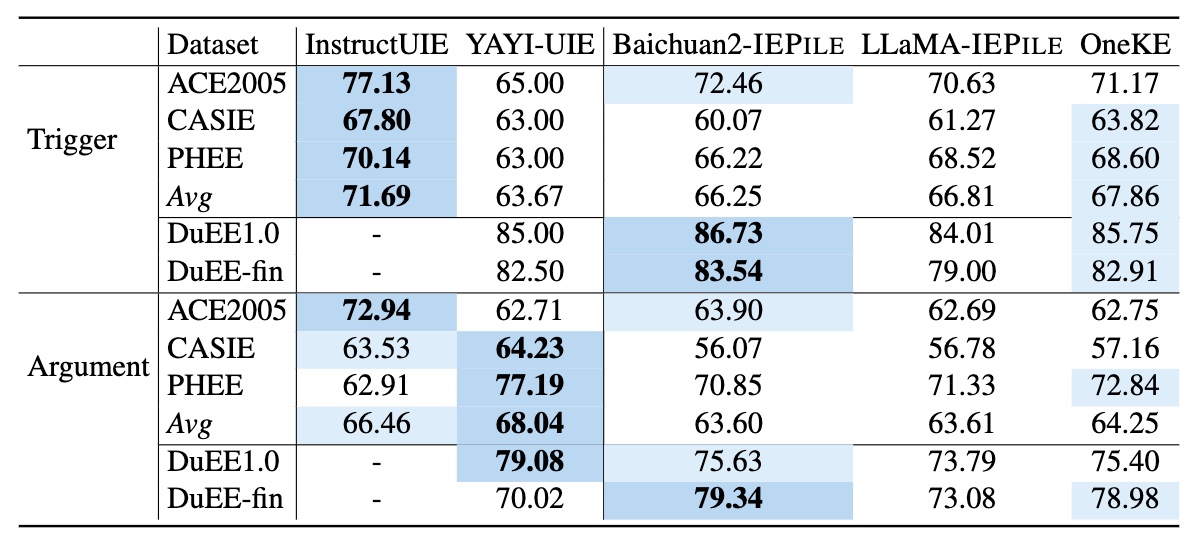 Dataset InstructUIE YAYI-UIE Baichuan2-IEPILE LLaMA-IEPILE OneKE
Trigger
ACE2005 77.13 65.00 72.46 70.63 71.17
CASIE 67.80 63.00 60.07 61.27 63.82
PHEE 70.14 63.00 66.22 68.52 68.60
Avg 71.69 63.67 66.25 66.81 67.86
DuEE1.0 - 85.00 86.73 84.01 85.75
DuEE-fin - 82.50 83.54 79.00 82.91
Argument
ACE2005 72.94 62.71 63.90 62.69 62.75
CASIE 63.53 64.23 56.07 56.78 57.16
PHEE 62.91 77.19 70.85 71.33 72.84
Avg 66.46 68.04 63.60 63.61 64.25
DuEE1.0 - 79.08 75.63 73.79 75.40
DuEE-fin - 70.02 79.34 73.08 78.98